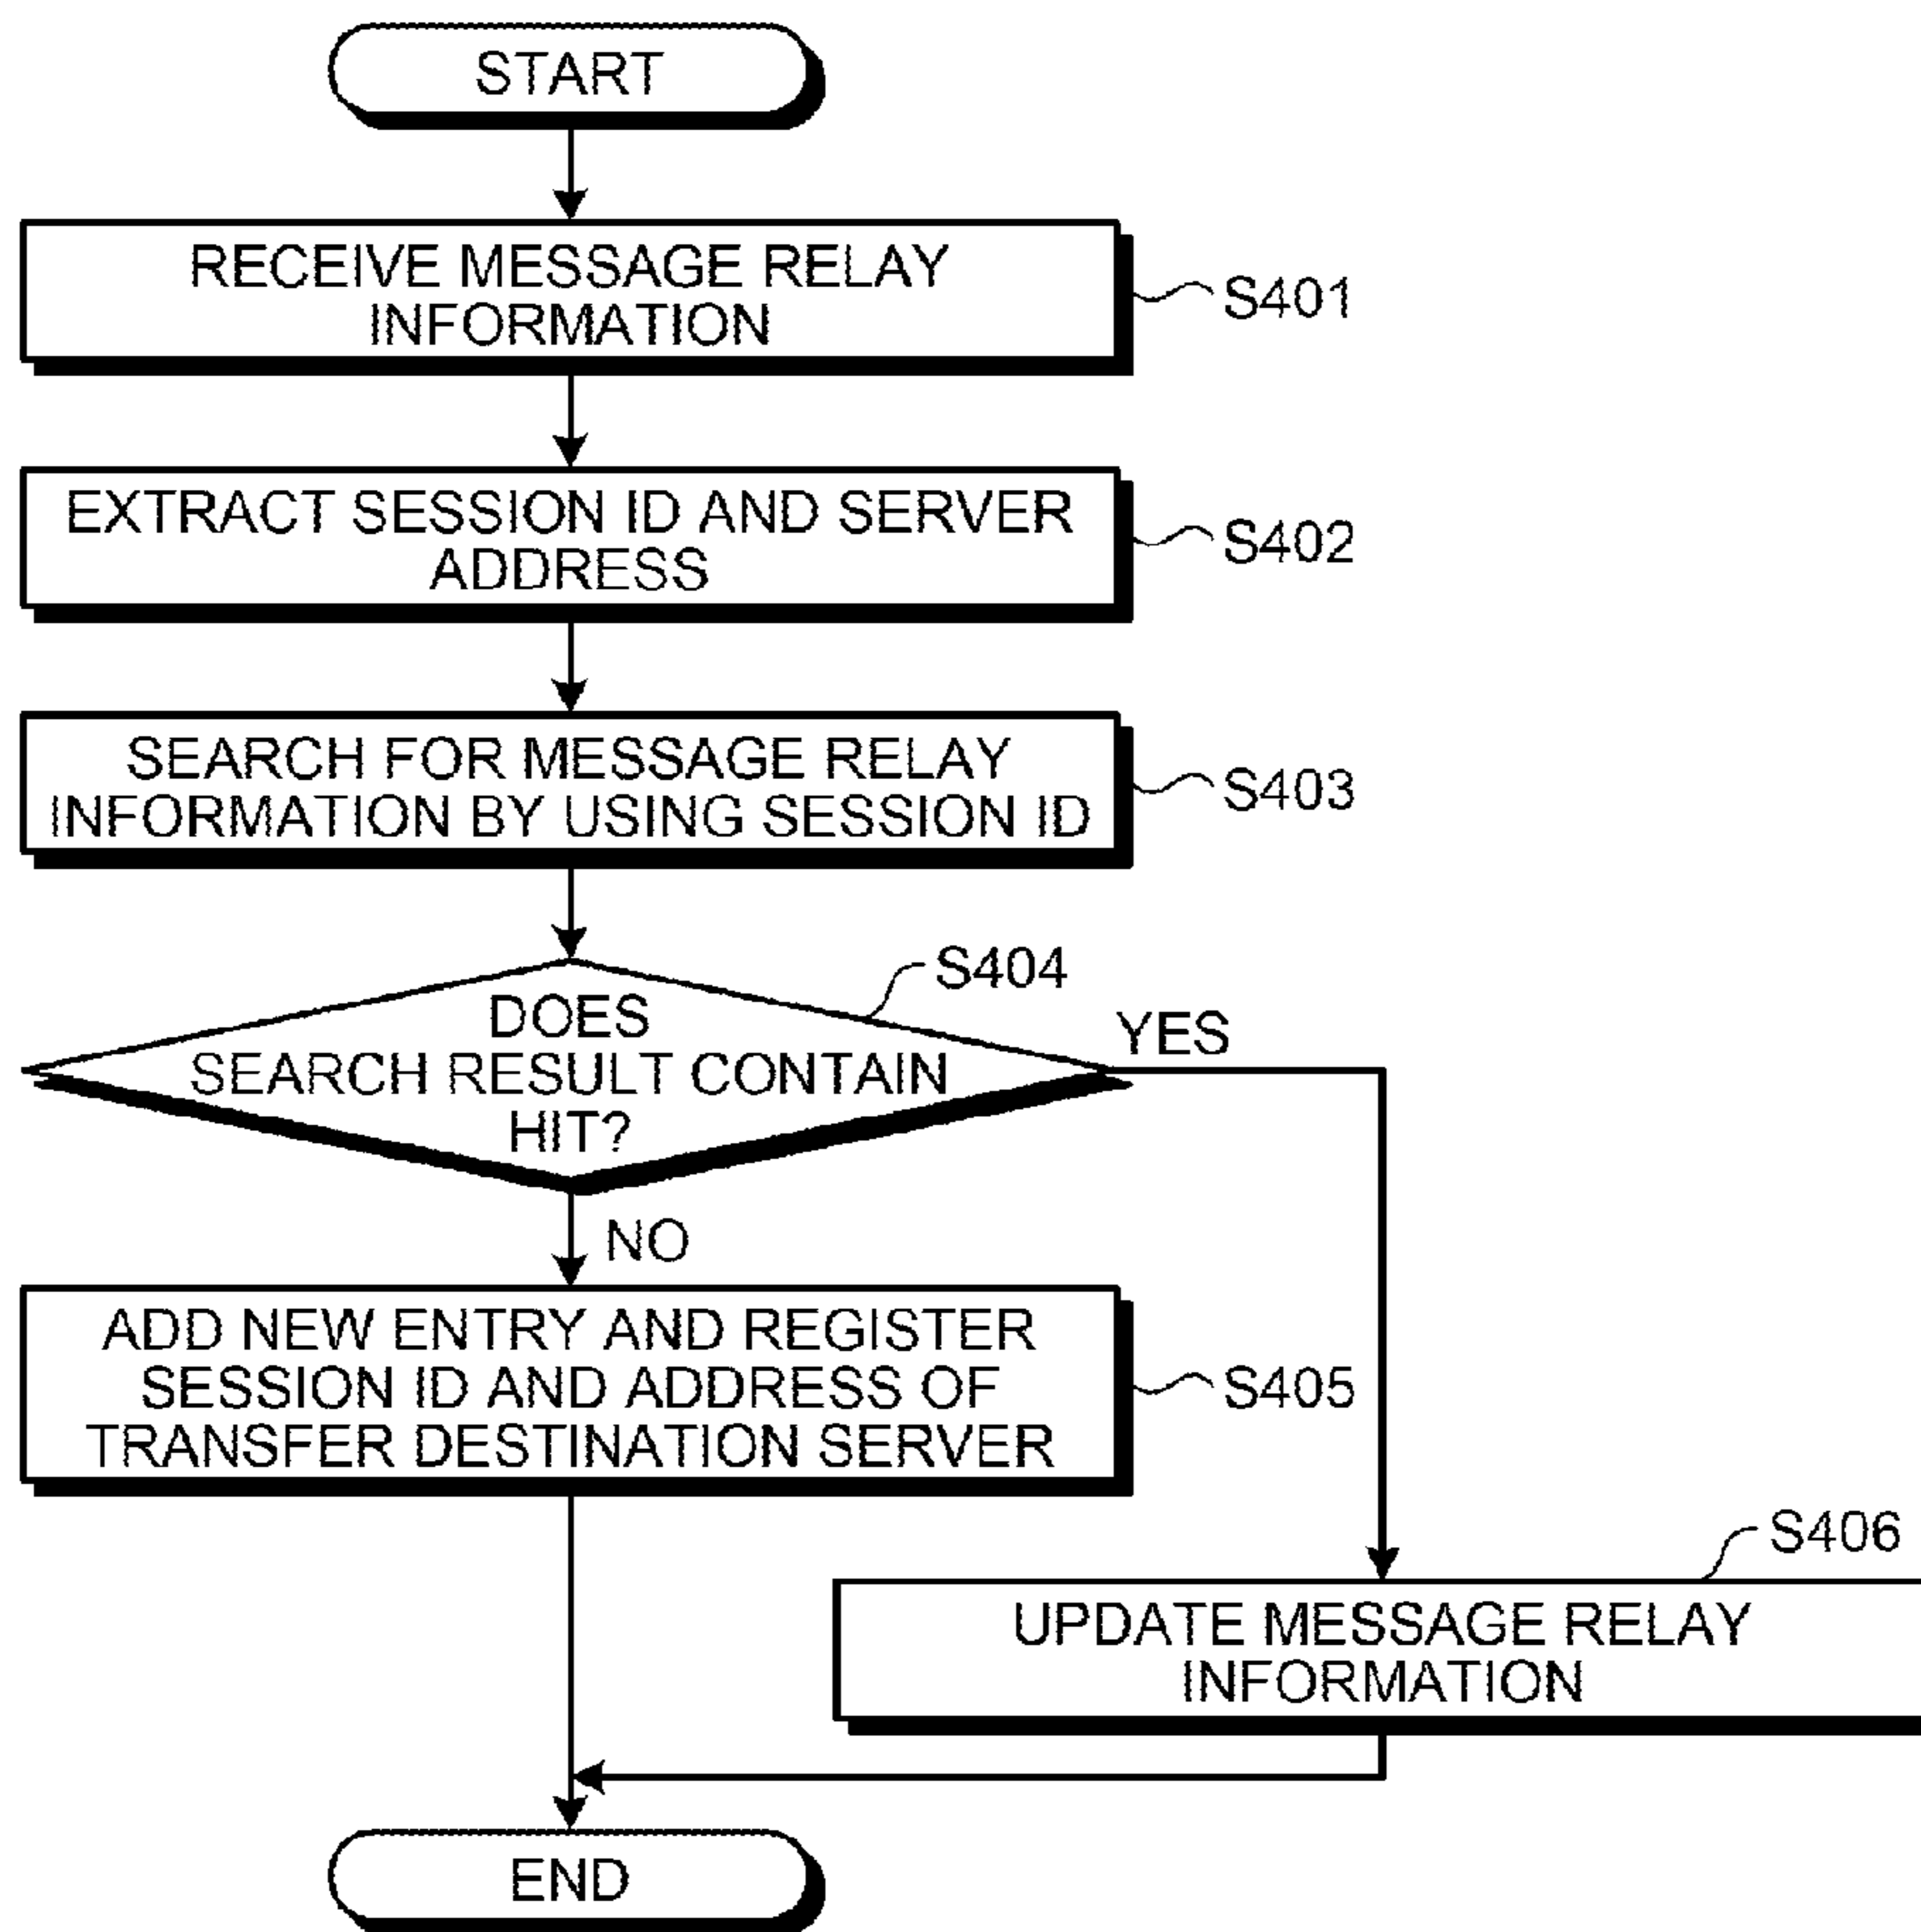 START
RECEIVE MESSAGE RELAY
INFORMATION
S401
EXTRACT SESSION ID AND SERVER
ADDRESS
S402
SEARCH FOR MESSAGE RELAY
INFORMATION BY USING SESSION ID
S403
S404
DOES
SEARCH RESULT CONTAIN
HIT?
YES
NO
ADD NEW ENTRY AND REGISTER
SESSION ID AND ADDRESS OF
TRANSFER DESTINATION SERVER
S405
S406
UPDATE MESSAGE RELAY
INFORMATION
END